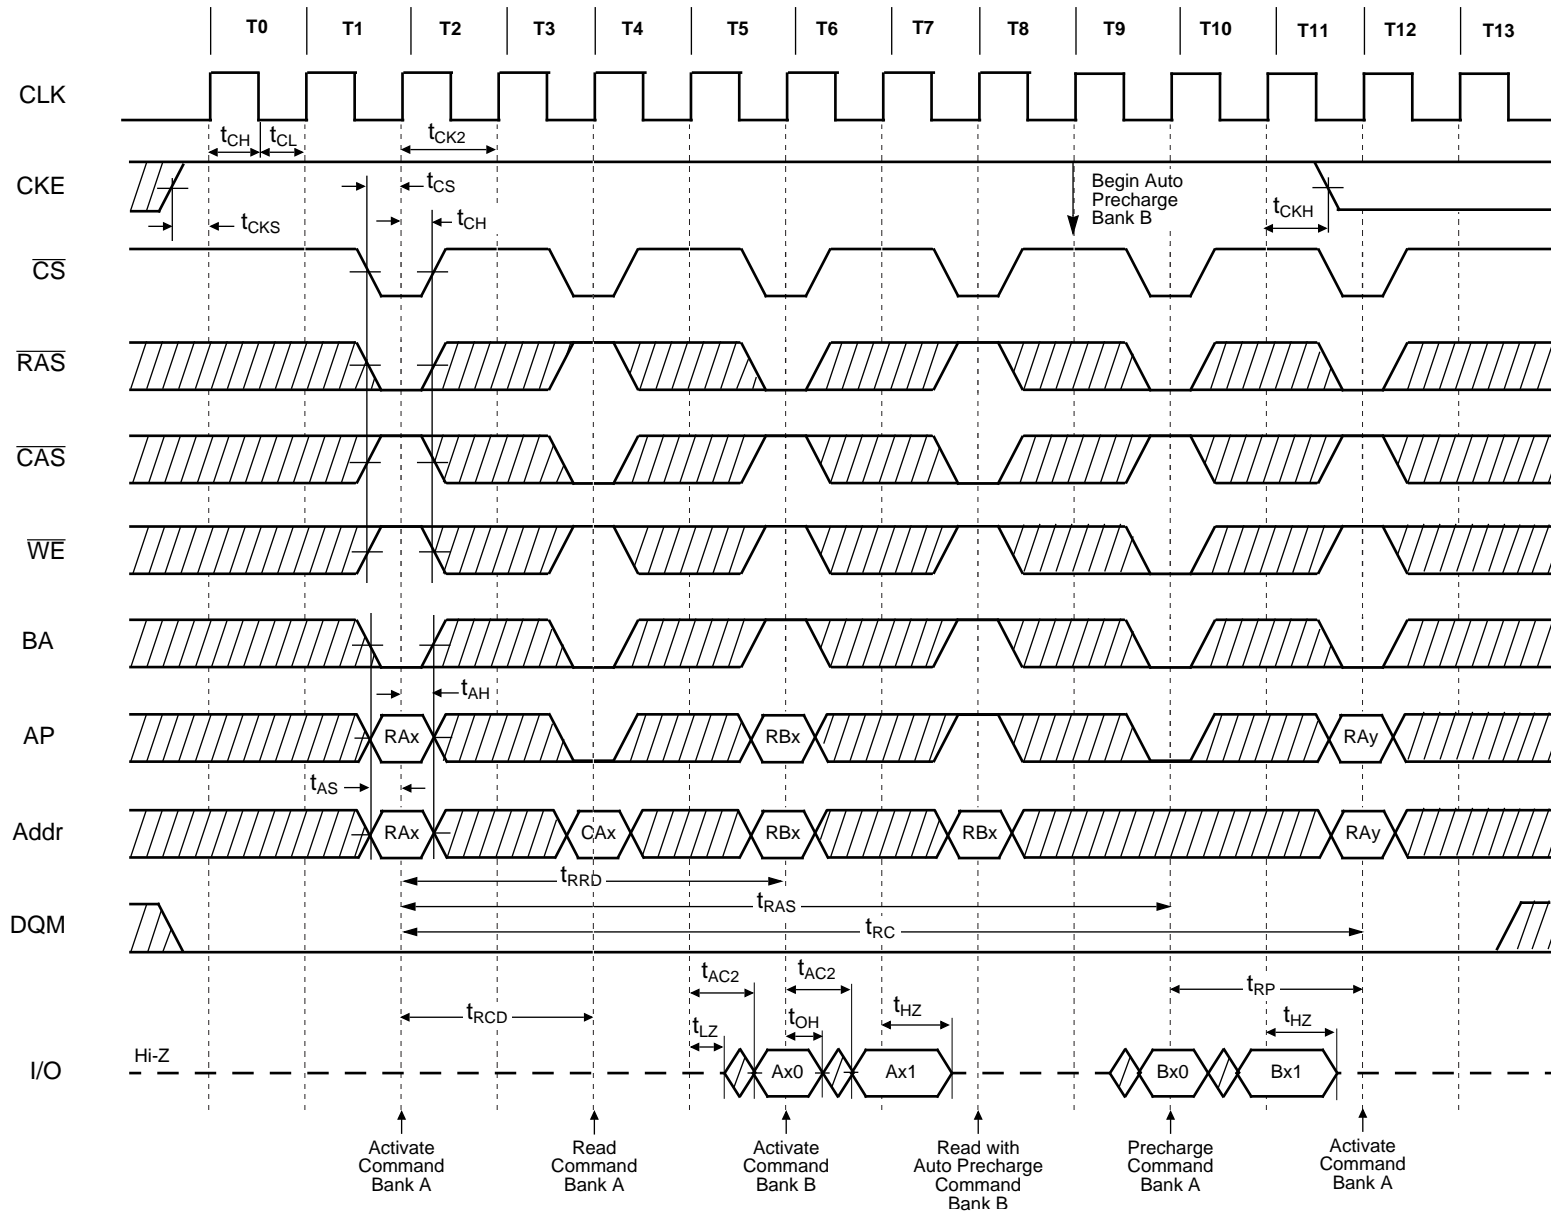 T0 T1 T2 T3 T4 T5 T6 T7 T8 T9 T10 T11 T12 T13
CLK
tCH tCL tCK2
CKE
tCS
Begin Auto
Precharge
Bank B
tCKS
tCH
tCKH
CS
RAS
CAS
WE
BA
tAH
AP
RAx RBx RAy
tAS
Addr
RAx CAx RBx RBx RAy
tRRD
tRAS
DQM
tRC
tAC2 tAC2
tRP
tRCD
tLZ tOH tHZ tHZ
Hi-Z
I/O
Ax0 Ax1 Bx0 Bx1
Activate
Command
Bank A
Read
Command
Bank A
Activate
Command
Bank B
Read with
Auto Precharge
Command
Bank B
Precharge
Command
Bank A
Activate
Command
Bank A